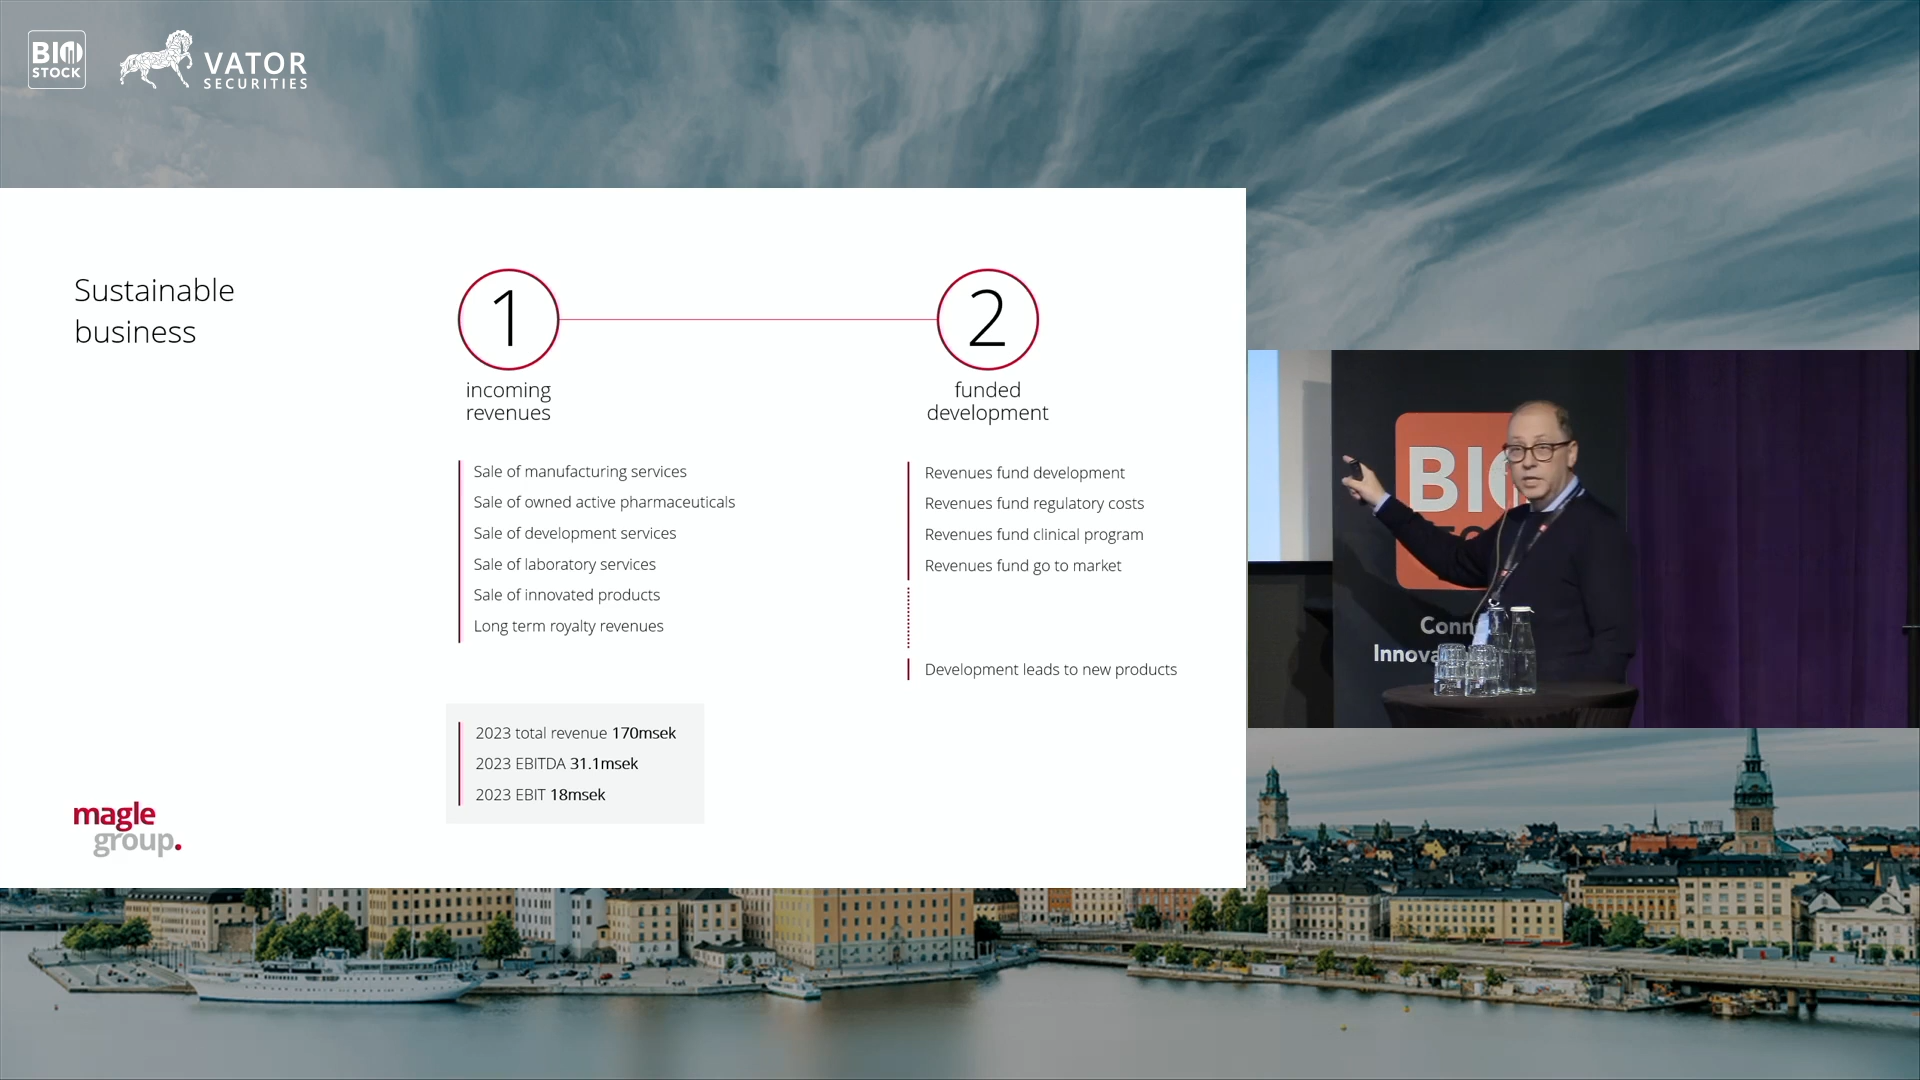 BIO
STOCK
VATOR
SECURITIES
Sustainable
business
1
incoming
revenues
Sale of manufacturing services
Sale of owned active pharmaceuticals
Sale of development services
Sale of laboratory services
Sale of innovated products
Long term royalty revenues
2023 total revenue 170msek
2023 EBITDA 31.1msek
2023 EBIT 18msek
2
funded
development
Revenues fund development
Revenues fund regulatory costs
Revenues fund clinical program
Revenues fund go to market
Development leads to new products
magle
group.
BIO
Conn
Innova